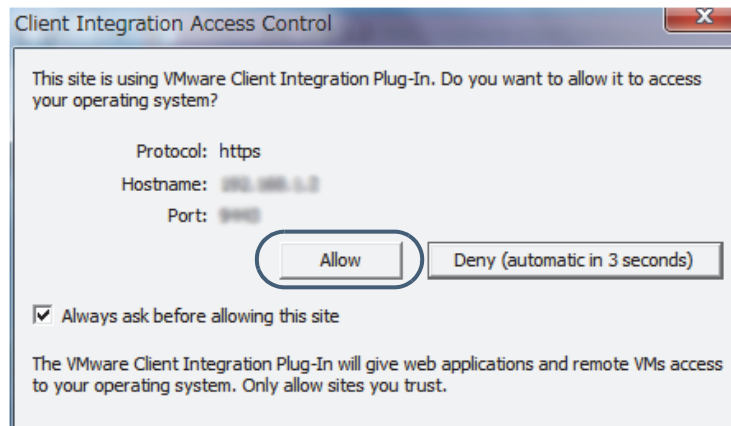 Client Integration Access Control
This site is using VMware Client Integration Plug-In. Do you want to allow it to access
your operating system?
Protocol: https
Hostname:
Port:
Allow Deny (automatic in 3 seconds)
Always ask before allowing this site
The VMware Client Integration Plug-In will give web applications and remote VMs access
to your operating system. Only allow sites you trust.